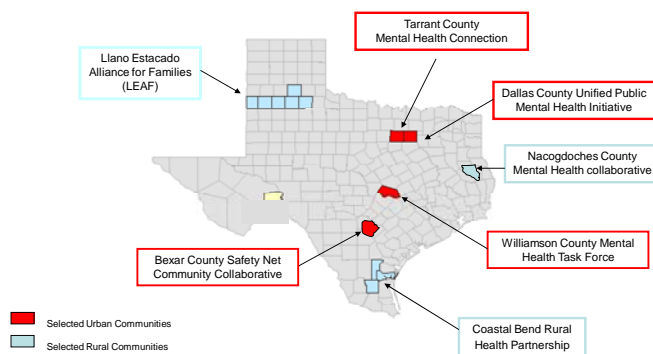 Tarrant County
Mental Health Connection
Llano Estacado
Alliance for Families
(LEAF)
Dallas County Unified Public
Mental Health Initiative
Nacogdoches County
Mental Health collaborative
Bexar County Safety Net
Community Collaborative
Williamson County Mental
Health Task Force
Selected Urban Communities
Selected Rural Communities
Coastal Bend Rural
Health Partnership